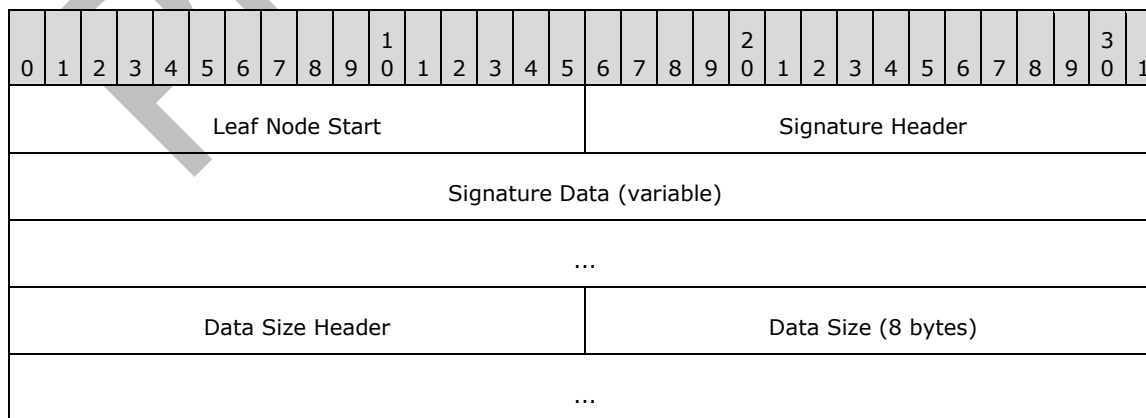 1 2 3
0 1 2 3 4 5 6 7 8 9 0 1 2 3 4 5 6 7 8 9 0 1 2 3 4 5 6 7 8 9 0 1
Leaf Node Start Signature Header
Signature Data (variable)
...
Data Size Header Data Size (8 bytes)
...